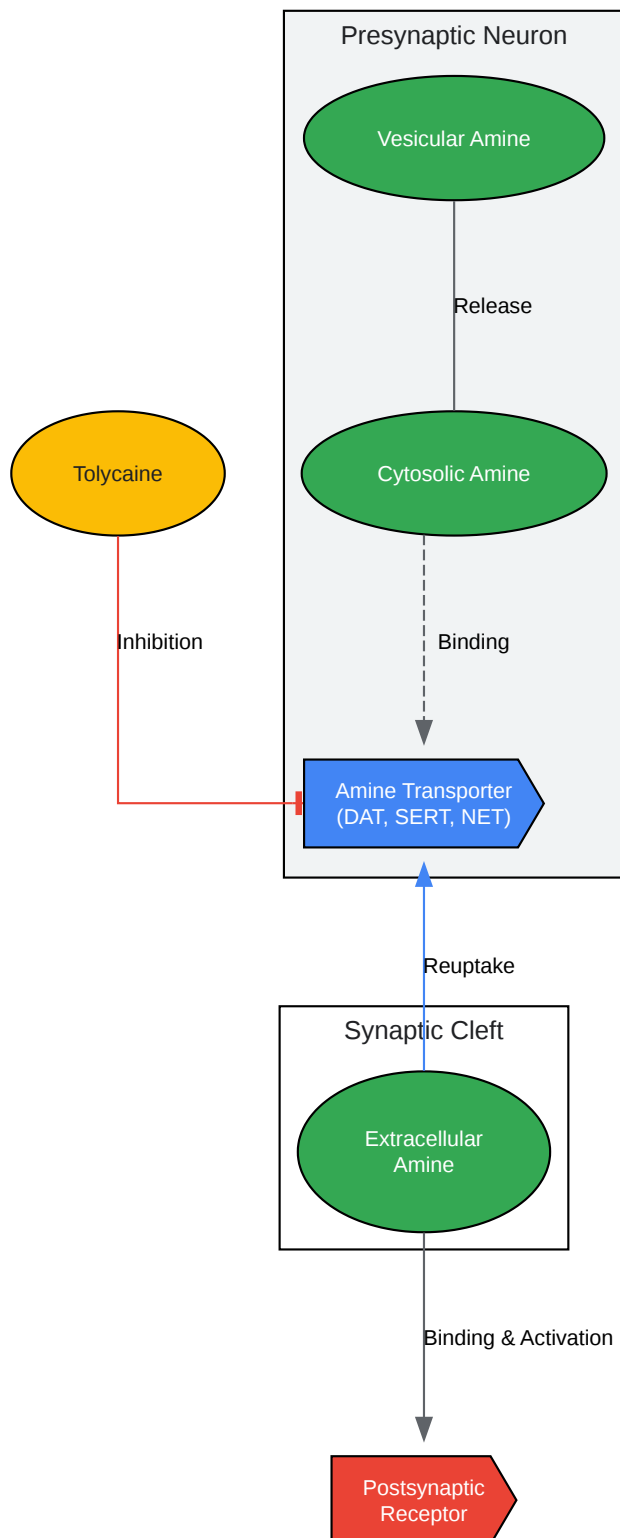 Presynaptic Neuron
Vesicular Amine
Release
Tolycaine
Cytosolic Amine
Inhibition
Binding
Amine Transporter
(DAT, SERT, NET)
Reuptake
Synaptic Cleft
Extracellular
Amine
Binding & Activation
Postsynaptic
Receptor